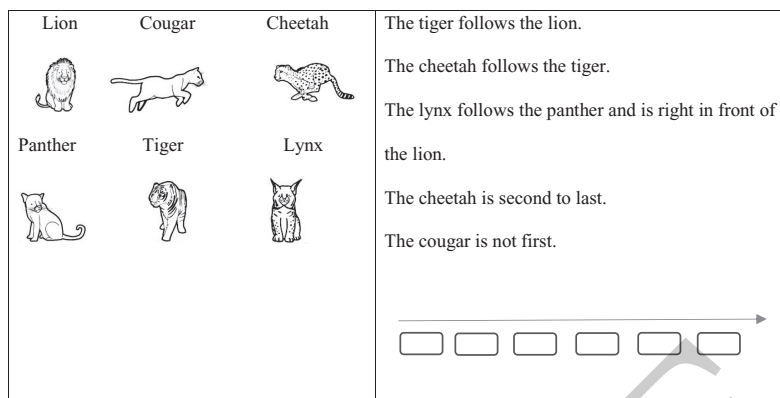 Lion Cougar Cheetah
Panther Tiger Lynx
The tiger follows the lion.
The cheetah follows the tiger.
The lynx follows the panther and is right in front of
the lion.
The cheetah is second to last.
The cougar is not first.